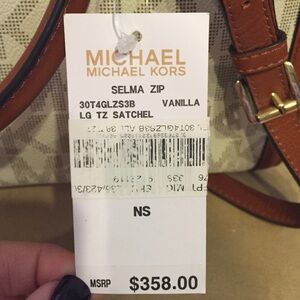 MICHAEL
MICHAEL KORS
SELMA ZIP
30T4GLZS3B VANILLA
LG TZ SATCHEL
NS
MSRP $358.00